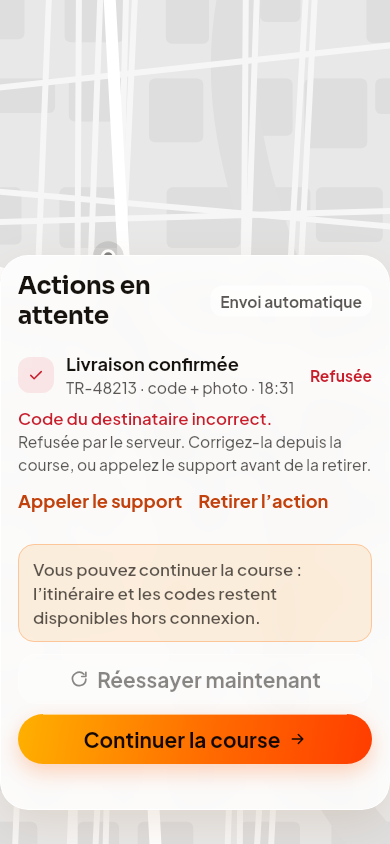 Actions en
attente
Envoi automatique
Livraison confirmée
TR-48213 · code + photo · 18:31
Refusée
Code du destinataire incorrect.
Refusée par le serveur. Corrigez-la depuis la
course, ou appelez le support avant de la retirer.
Appeler le support
Retirer l’action
Vous pouvez continuer la course :
l’itinéraire et les codes restent
disponibles hors connexion.
Réessayer maintenant
Continuer la course →